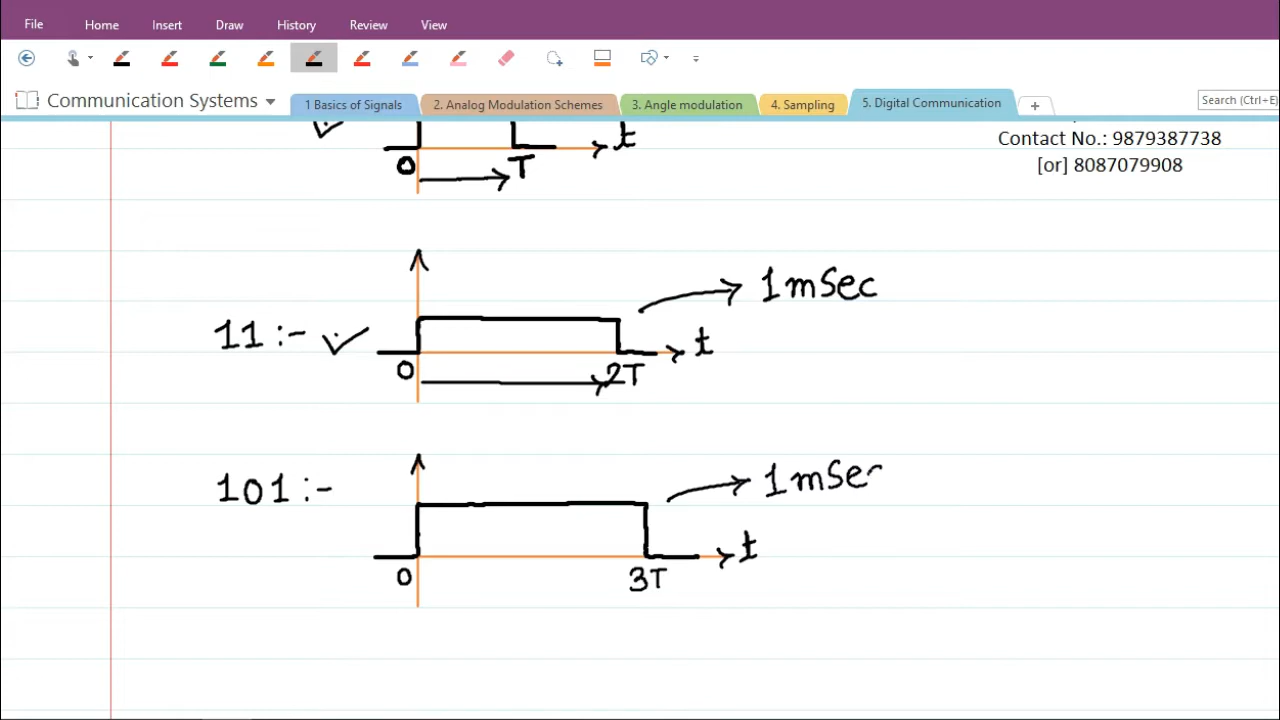 File Home Insert Draw History Review View
Communication Systems 1 Basics of Signals 2. Analog Modulation Schemes 3. Angle modulation 4. Sampling 5. Digital Communication + Search (Ctrl+E)
Contact No.: 9879387738
[or] 8087079908
t
0 T
1mSec
11 :-
t
0 2T
101 :-
1mSec
t
0 3T